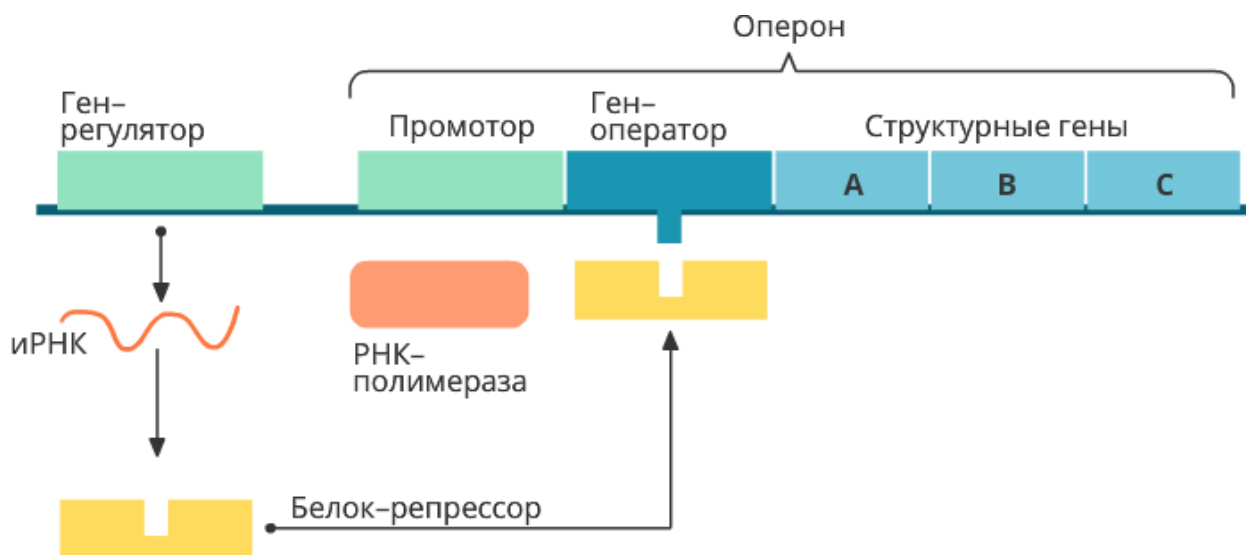 Оперон
Ген–
регулятор
Промотор
Ген–
оператор
Структурные гены
A
B
C
иРНК
РНК–
полимераза
Белок–репрессор